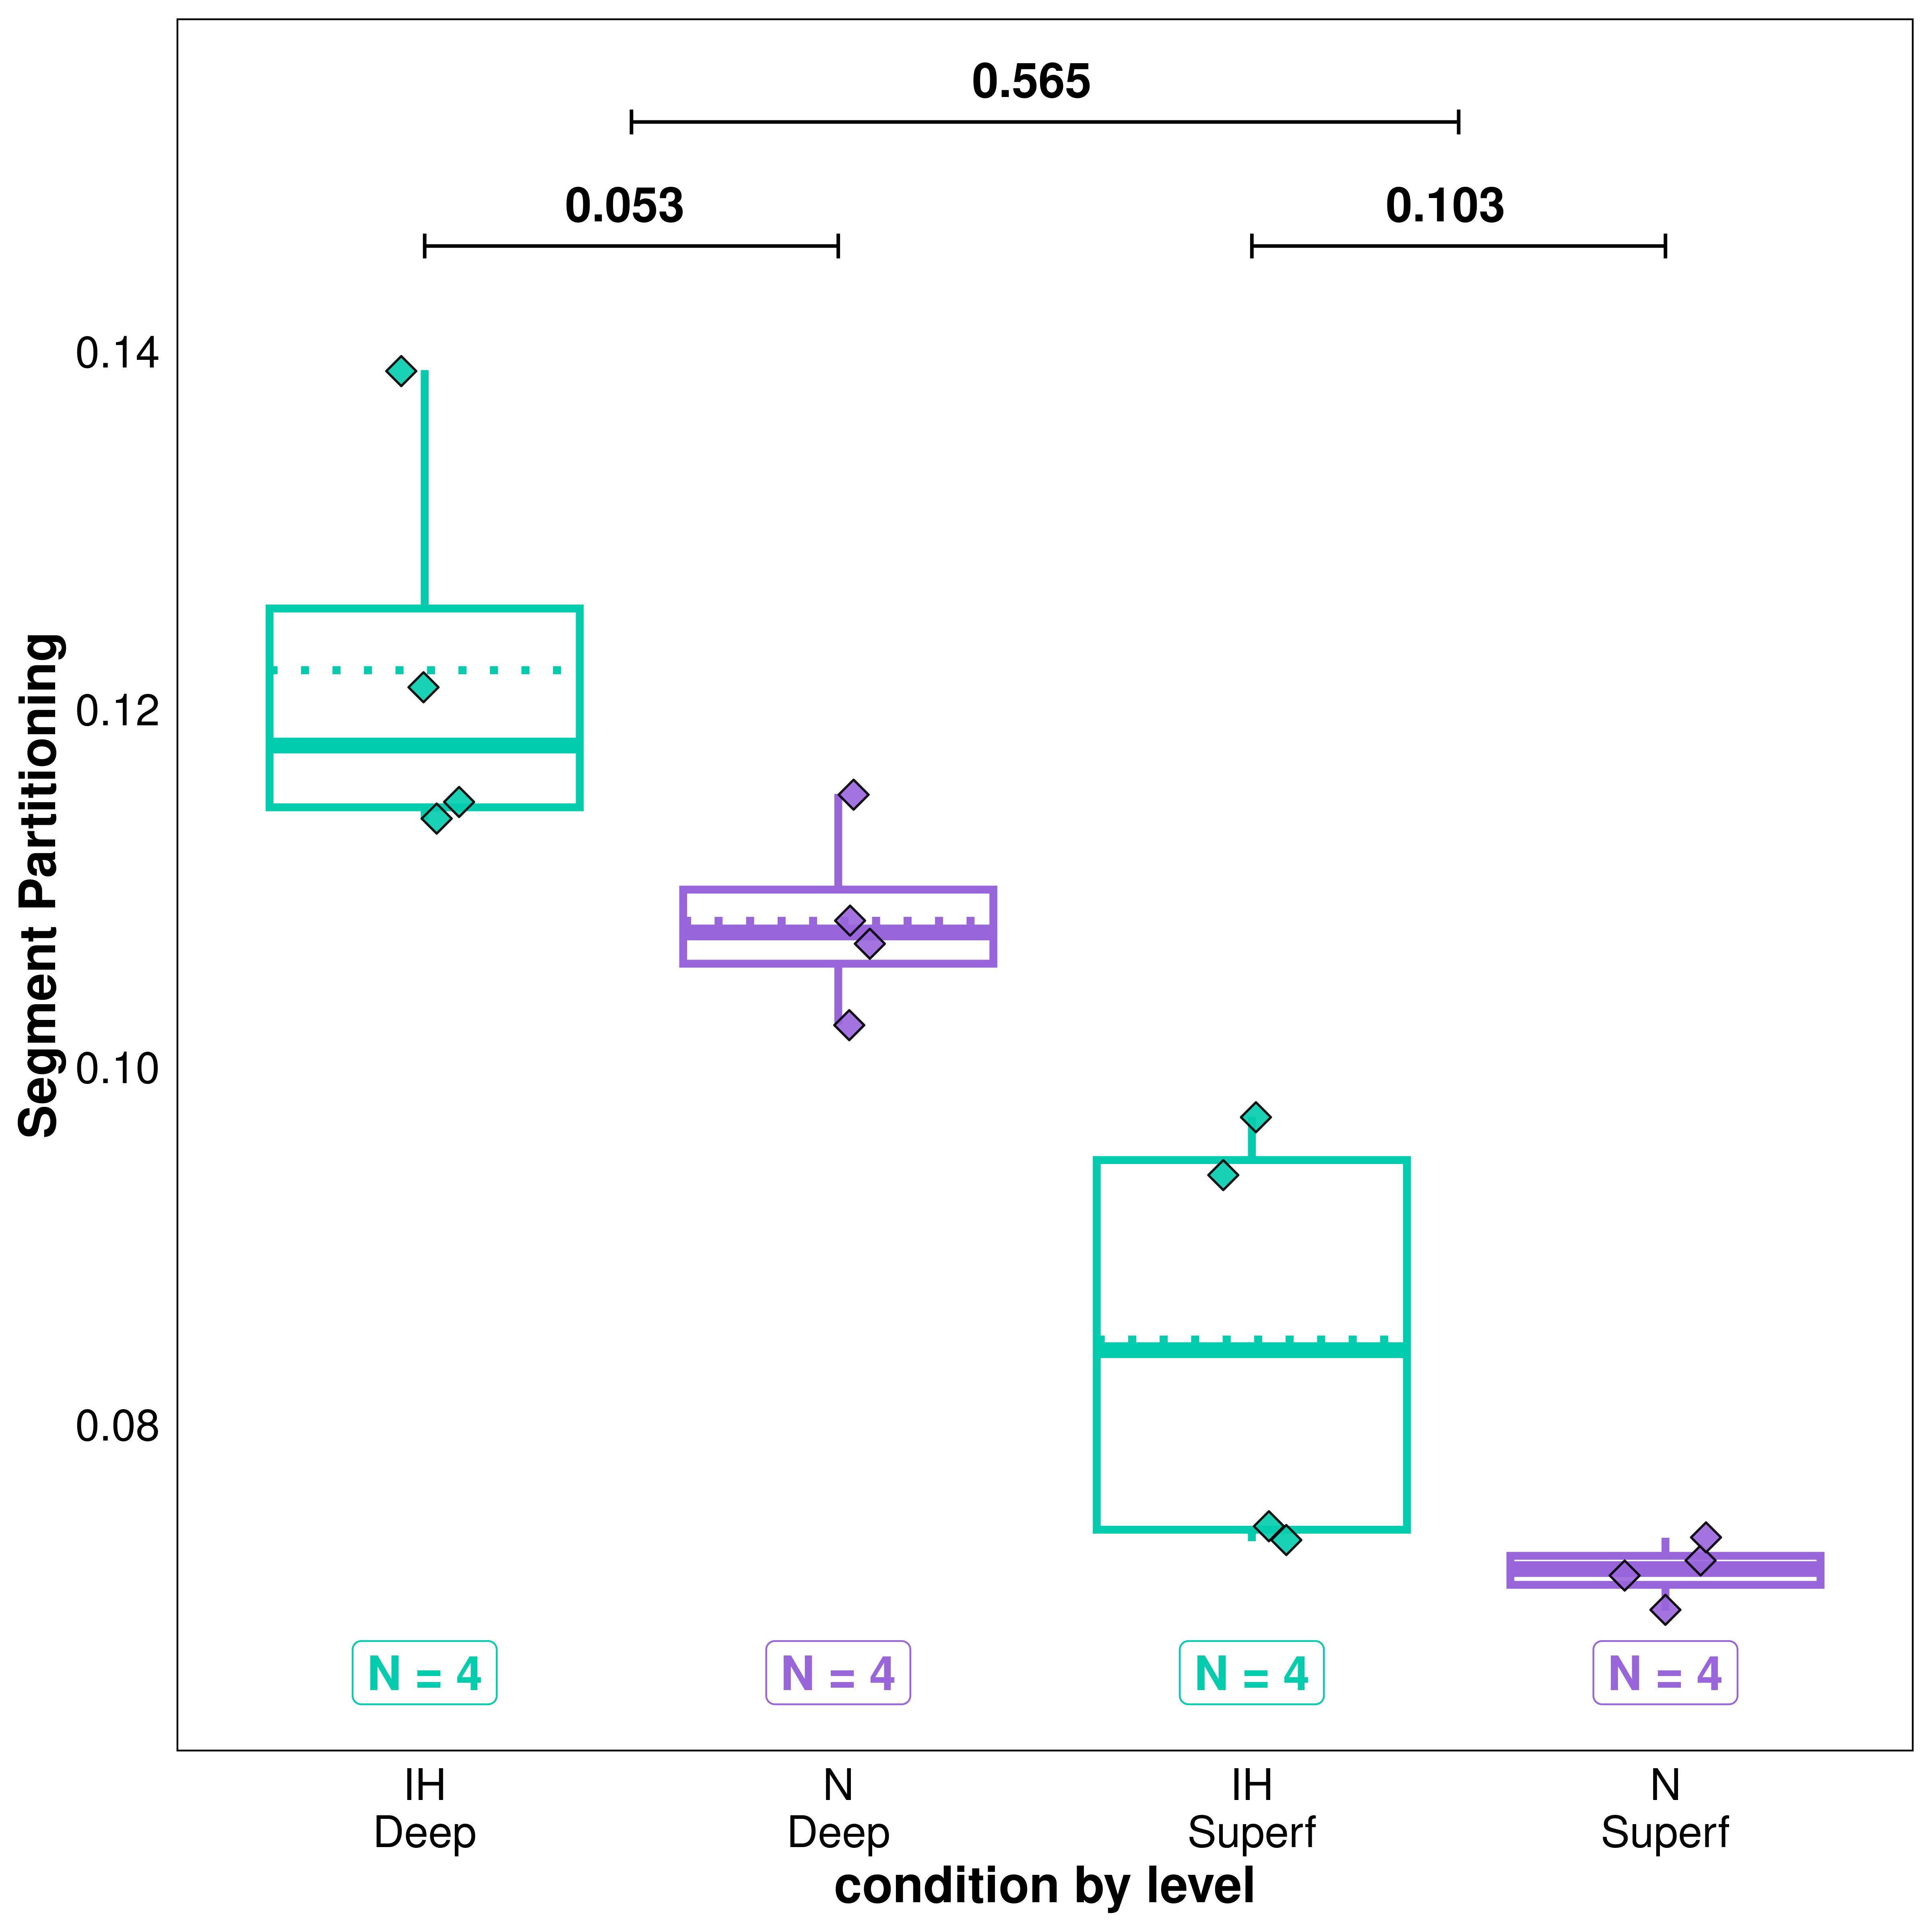 0.565
0.053
0.103
0.14
0.12
0.10
0.08
Segment Partitioning
N = 4
N = 4
N = 4
N = 4
IH
Deep
N
Deep
IH
Superf
N
Superf
condition by level